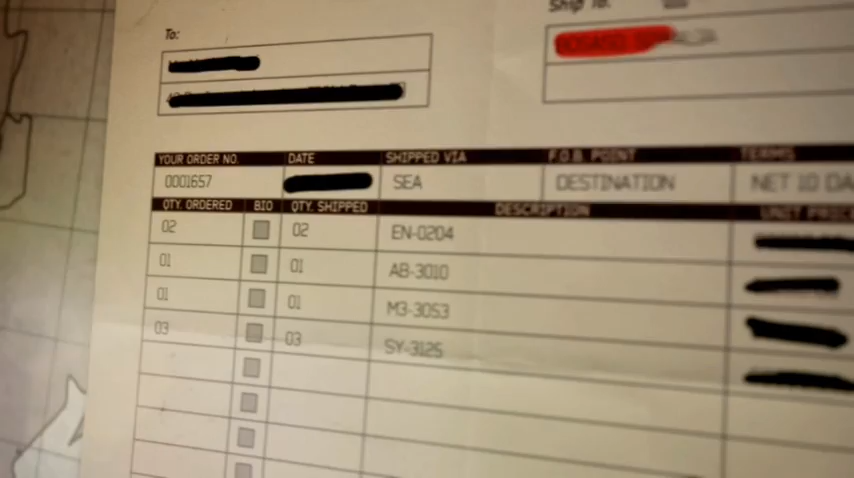 To:
Ship To:
YOUR ORDER NO. DATE SHIPPED VIA F.O.B. POINT TERMS
0001657 SEA DESTINATION NET 10 DA
QTY. ORDERED BIO QTY. SHIPPED DESCRIPTION UNIT PRICE
02 02 EN-0204
01 01 AB-3010
01 01 M3-3053
03 03 SY-3125